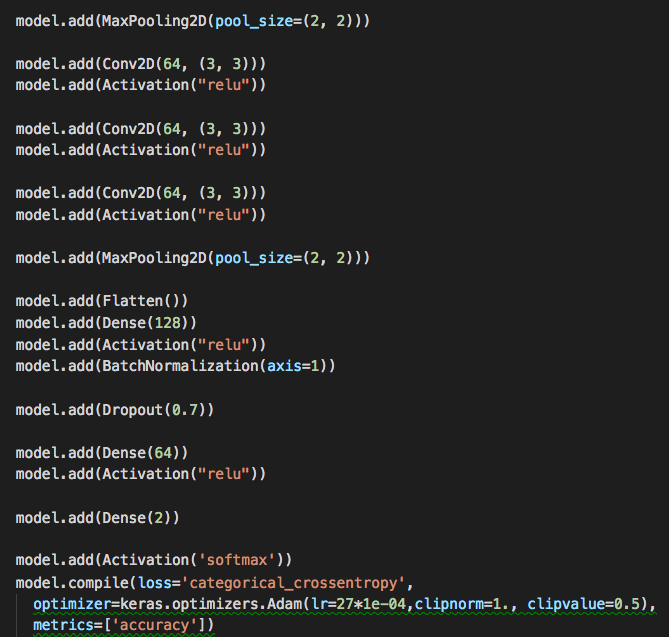 model.add(MaxPooling2D(pool_size=(2, 2)))
model.add(Conv2D(64, (3, 3)))
model.add(Activation("relu"))
model.add(Conv2D(64, (3, 3)))
model.add(Activation("relu"))
model.add(Conv2D(64, (3, 3)))
model.add(Activation("relu"))
model.add(MaxPooling2D(pool_size=(2, 2)))
model.add(Flatten())
model.add(Dense(128))
model.add(Activation("relu"))
model.add(BatchNormalization(axis=1))
model.add(Dropout(0.7))
model.add(Dense(64))
model.add(Activation("relu"))
model.add(Dense(2))
model.add(Activation('softmax'))
model.compile(loss='categorical_crossentropy',
optimizer=keras.optimizers.Adam(lr=27*1e-04,clipnorm=1., clipvalue=0.5),
metrics=['accuracy'])